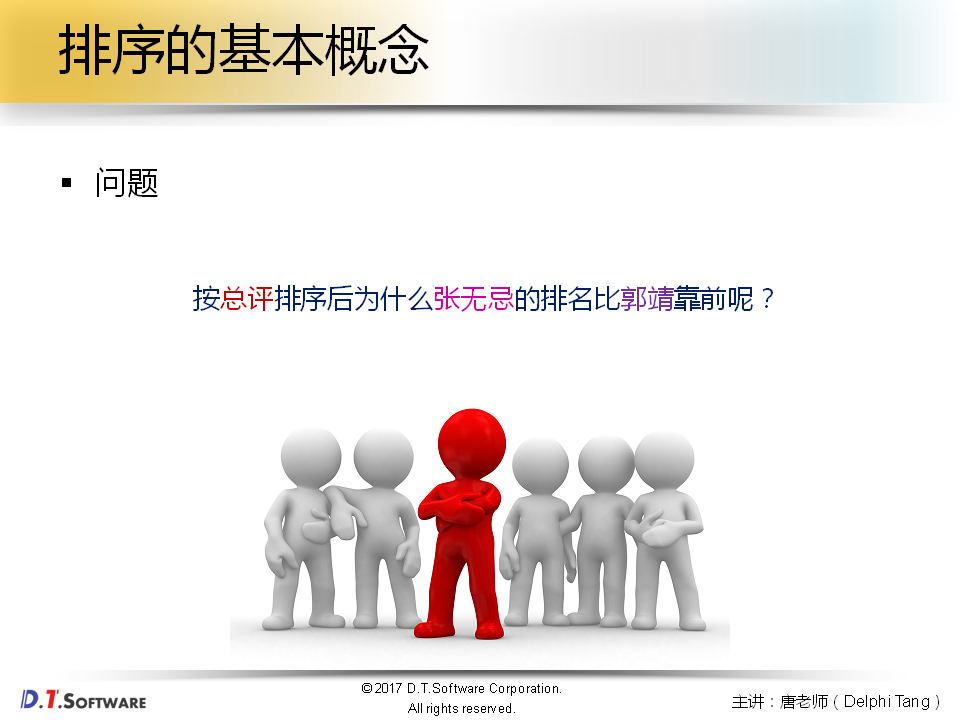 排序的基本概念
▪ 问题
按总评排序后为什么张无忌的排名比郭靖靠前呢？
D.T.SOFTWARE
©2017 D.T.Software Corporation.
All rights reserved.
主讲：唐老师（Delphi Tang）